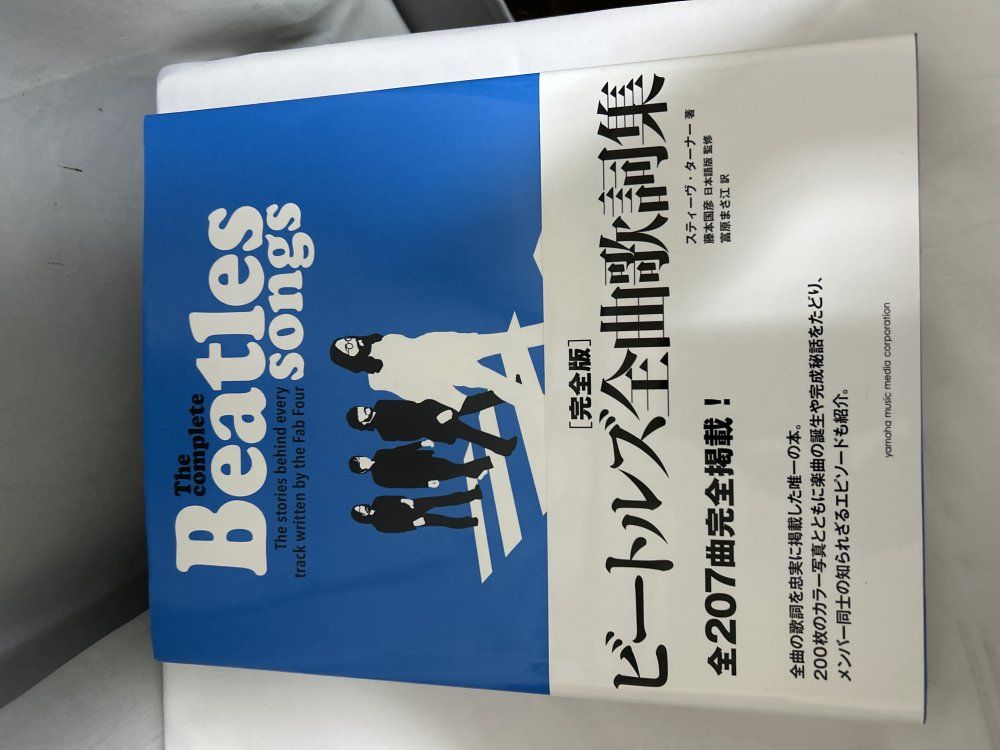 The
complete
Beatles
songs
The stories behind every
track written by the Fab Four
[完全版]
ビートルズ全曲歌詞集
スティーヴ・ターナー 著
藤本国彦 日本語版 監修
富原まさ江 訳
全207曲完全掲載！
全曲の歌詞を忠実に掲載した唯一の本。
200枚のカラー写真とともに楽曲の誕生や完成秘話をたどり、
メンバー同士の知られざるエピソードも紹介。
yamaha music media corporation